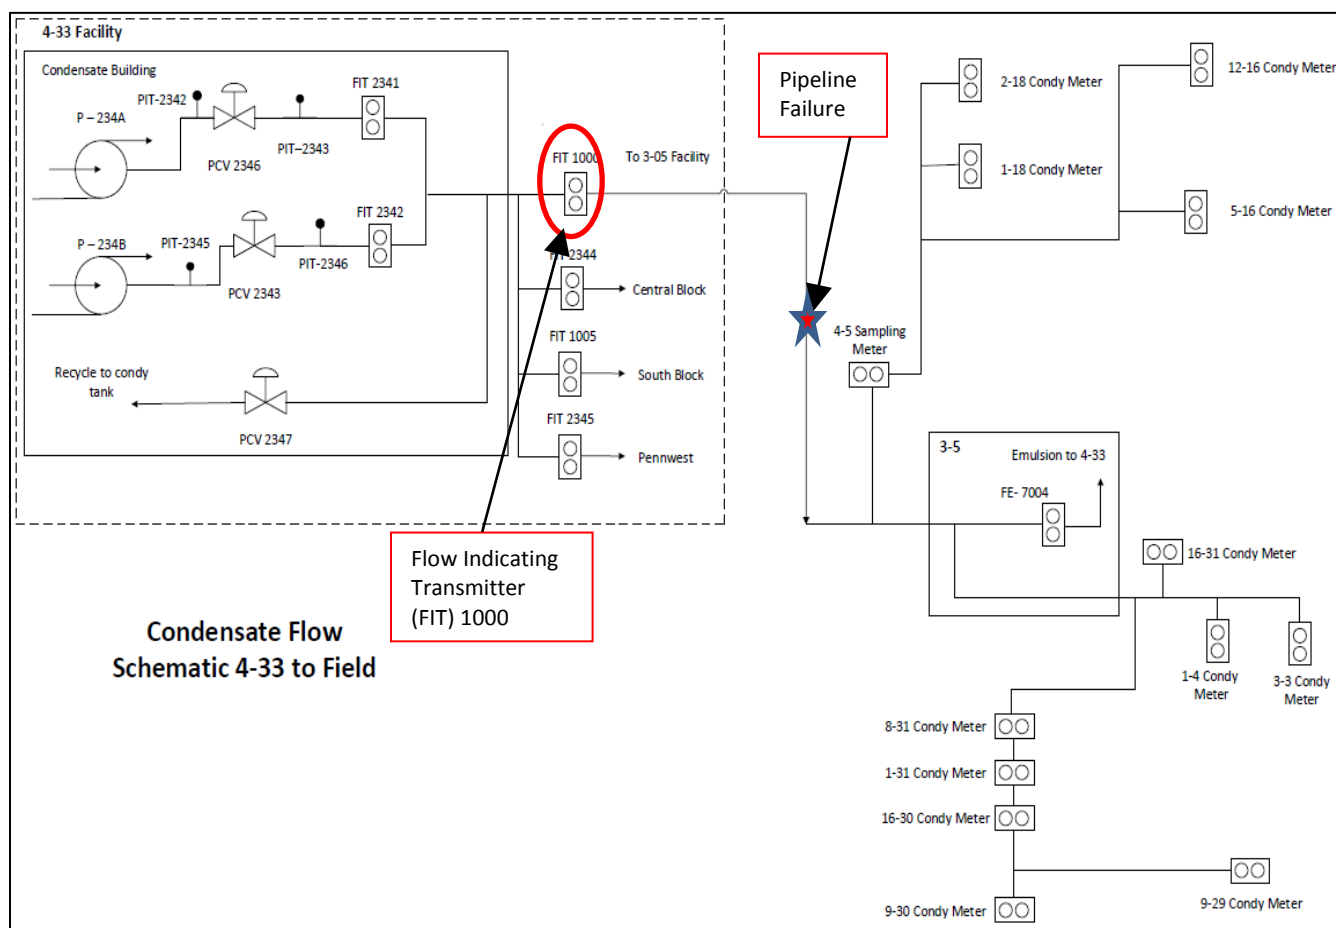 4-33 Facility
Condensate Building
PIT-2342
FIT 2341
P – 234A
PCV 2346
PIT–2343
FIT 2342
P – 234B
PIT-2345
PIT-2346
PCV 2343
Recycle to condy
tank
PCV 2347
FIT 1000
To 3-05 Facility
FIT 2344
Central Block
FIT 1005
South Block
FIT 2345
Pennwest
Pipeline
Failure
Flow Indicating
Transmitter
(FIT) 1000
Condensate Flow
Schematic 4-33 to Field
2-18 Condy Meter
12-16 Condy Meter
1-18 Condy Meter
5-16 Condy Meter
4-5 Sampling
Meter
3-5
Emulsion to 4-33
FE- 7004
16-31 Condy Meter
1-4 Condy
Meter
3-3 Condy
Meter
8-31 Condy Meter
1-31 Condy Meter
16-30 Condy Meter
9-30 Condy Meter
9-29 Condy Meter